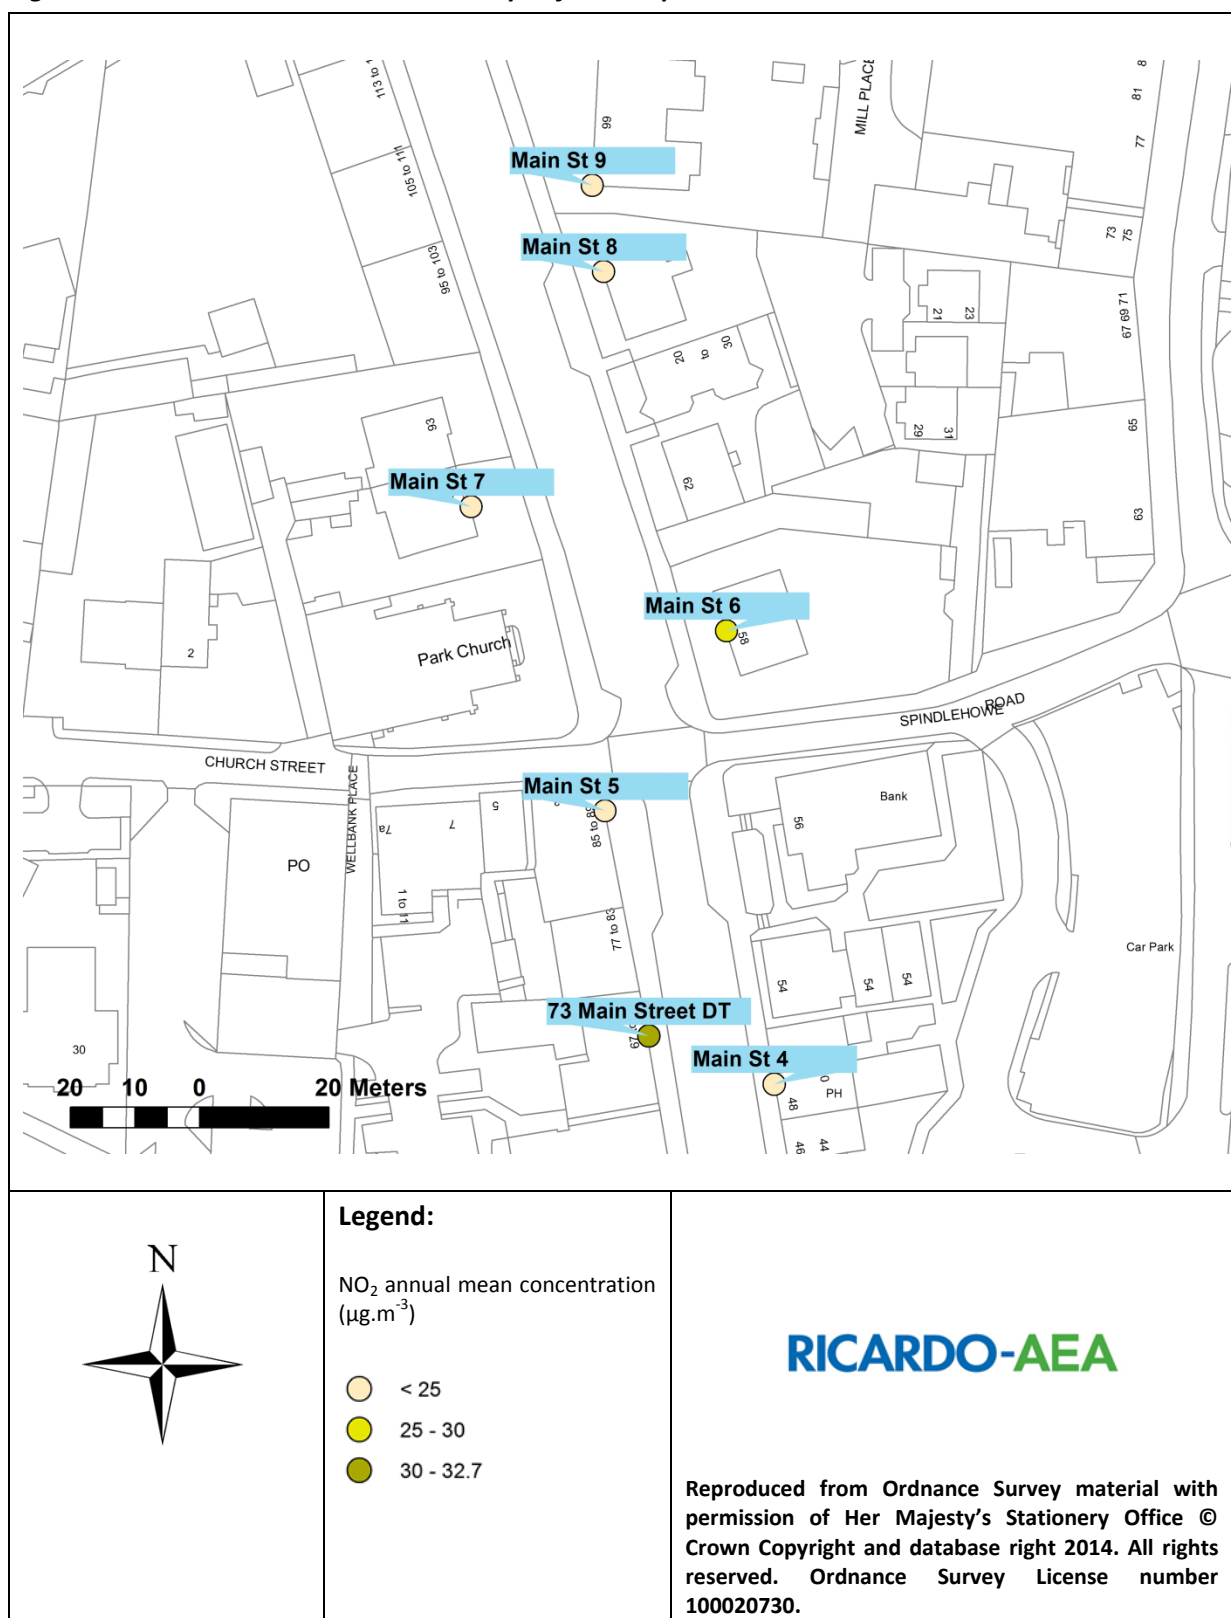 113 to 1
66
MILL PLACE
8
81
77
Main St 9
105 to 111
73
75
Main St 8
95 to 103
21
23
67 69 71
20 to 30
93
29
31
65
Main St 7
62
63
Main St 6
58
Park Church
2
ROAD
SPINDLEHOWE
CHURCH STREET
WELLBANK PLACE
Main St 5
85 to
Bank
56
5
7
7a
PO
1 to 11
77 to 83
Car Park
54
54
54
73 Main Street DT
67
Main St 4
30
48
PH
46
44
20 10 0 20 Meters
N
Legend:
NO2 annual mean concentration
(µg.m-3)
< 25
25 - 30
30 - 32.7
RICARDO-AEA
Reproduced from Ordnance Survey material with
permission of Her Majesty’s Stationery Office ©
Crown Copyright and database right 2014. All rights
reserved. Ordnance Survey License number
100020730.